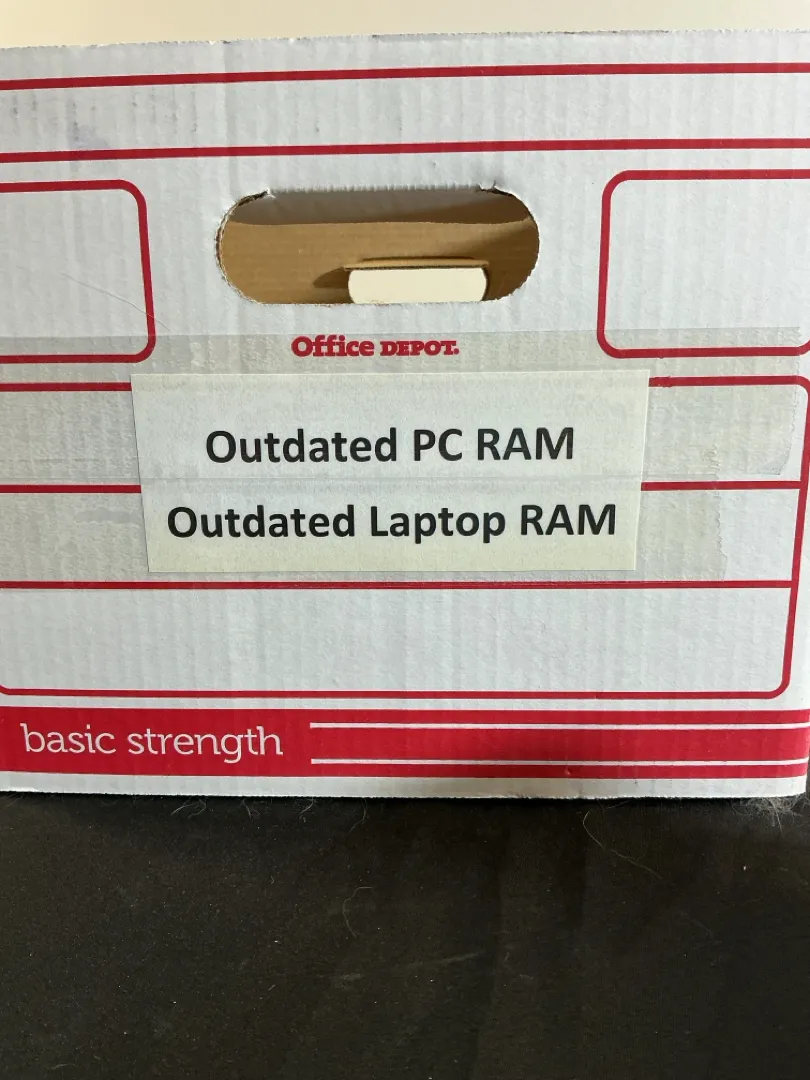 Office DEPOT.
Outdated PC RAM
Outdated Laptop RAM
basic strength